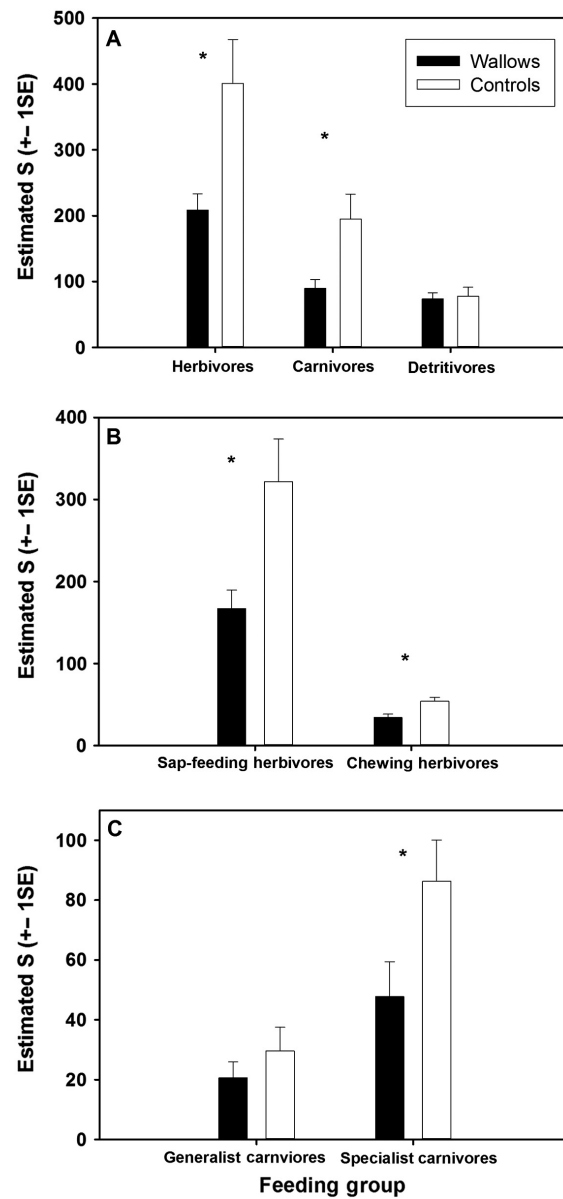 A
Wallows
Controls
*
*
Estimated S (+− 1SE)
500
400
300
200
100
0
Herbivores Carnivores Detritivores
B
*
*
Estimated S (+− 1SE)
400
300
200
100
0
Sap-feeding herbivores Chewing herbivores
C
*
Estimated S (+− 1SE)
100
80
60
40
20
0
Generalist carnviores Specialist carnivores
Feeding group